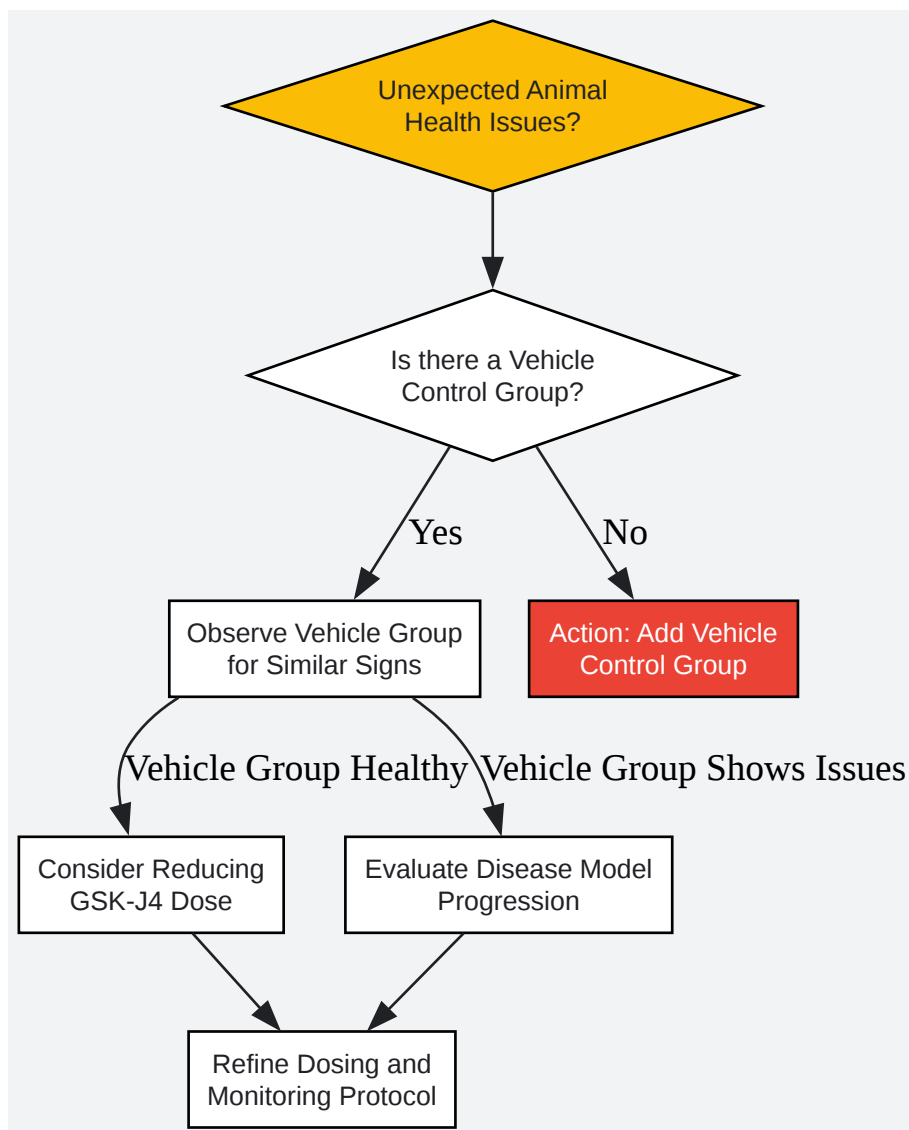 Unexpected Animal
Health Issues?
Is there a Vehicle
Control Group?
Yes
No
Observe Vehicle Group
for Similar Signs
Action: Add Vehicle
Control Group
Vehicle Group Healthy
Vehicle Group Shows Issues
Consider Reducing
GSK-J4 Dose
Evaluate Disease Model
Progression
Refine Dosing and
Monitoring Protocol